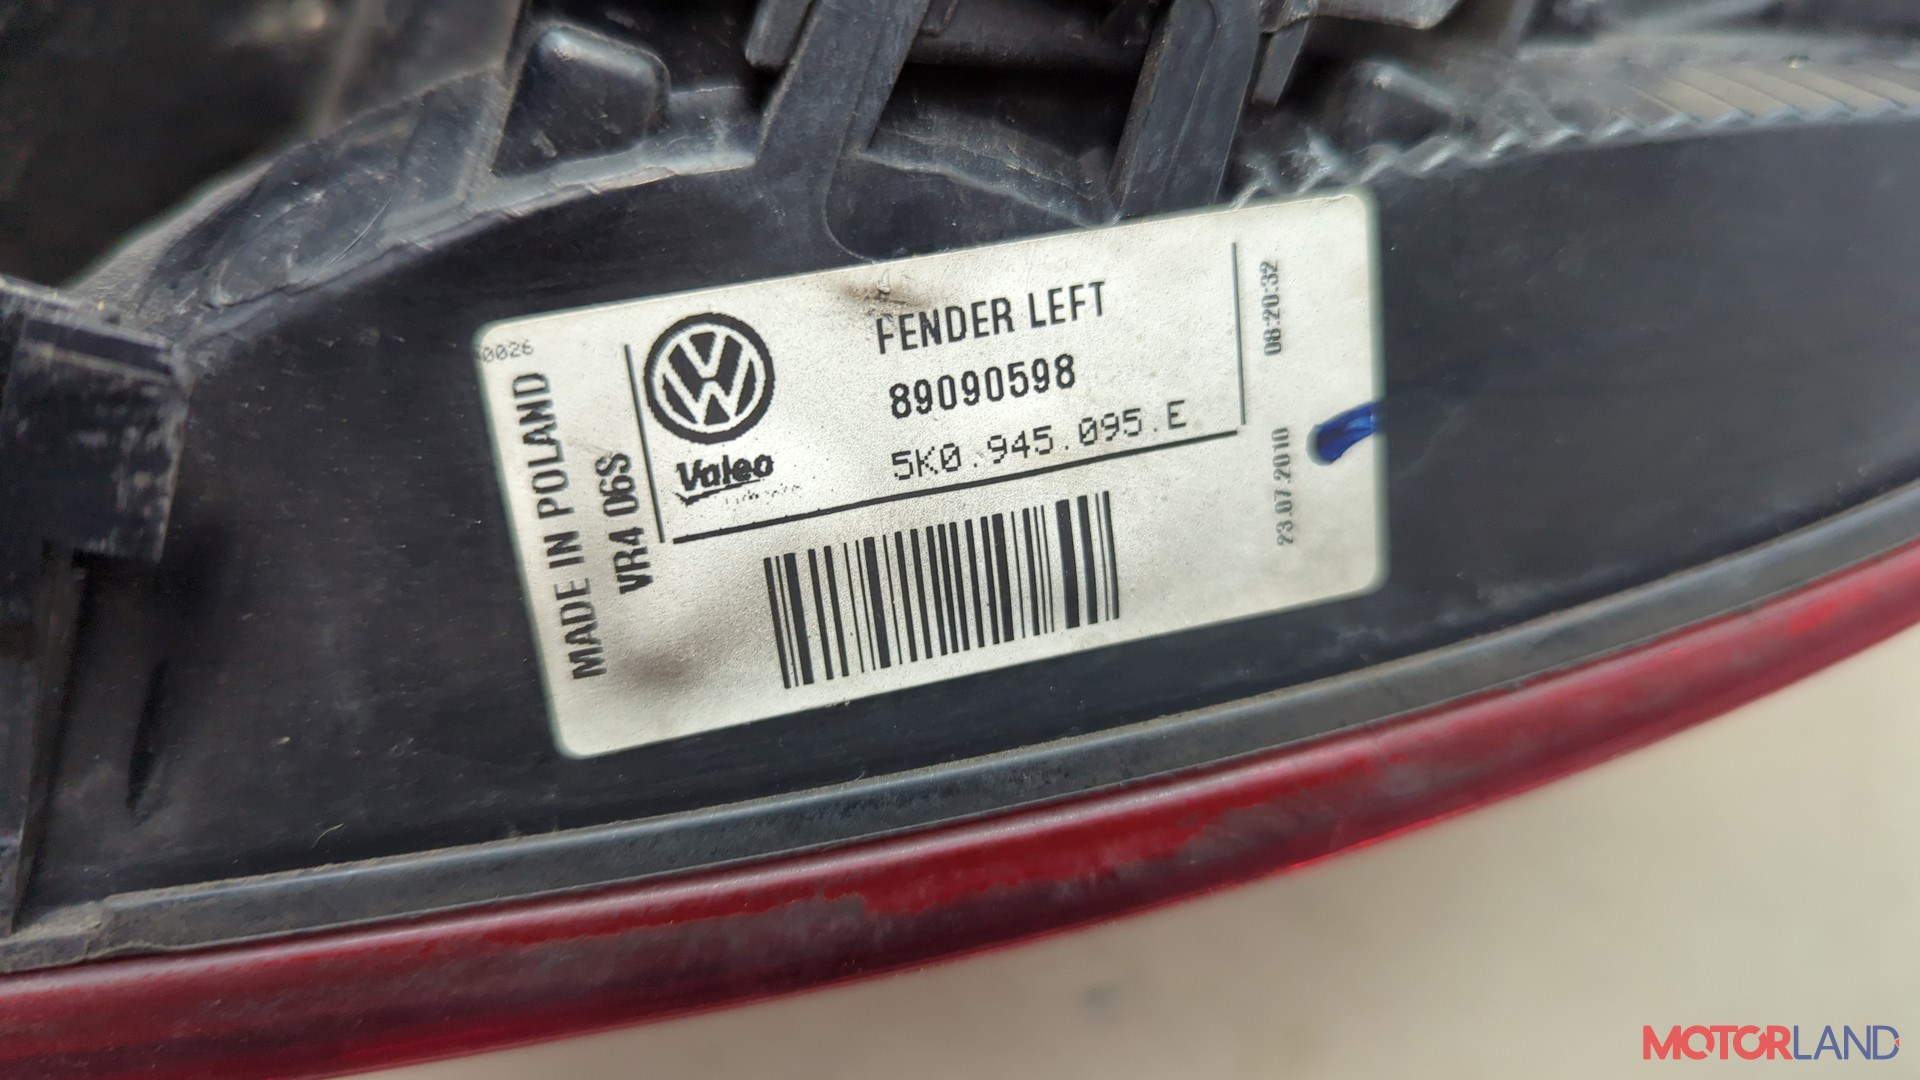 0026
MADE IN POLAND
VR4 06S
Valeo
FENDER LEFT
89090598
5K0.945.095.E
08:20:32
23.07.2010
MOTORLAND